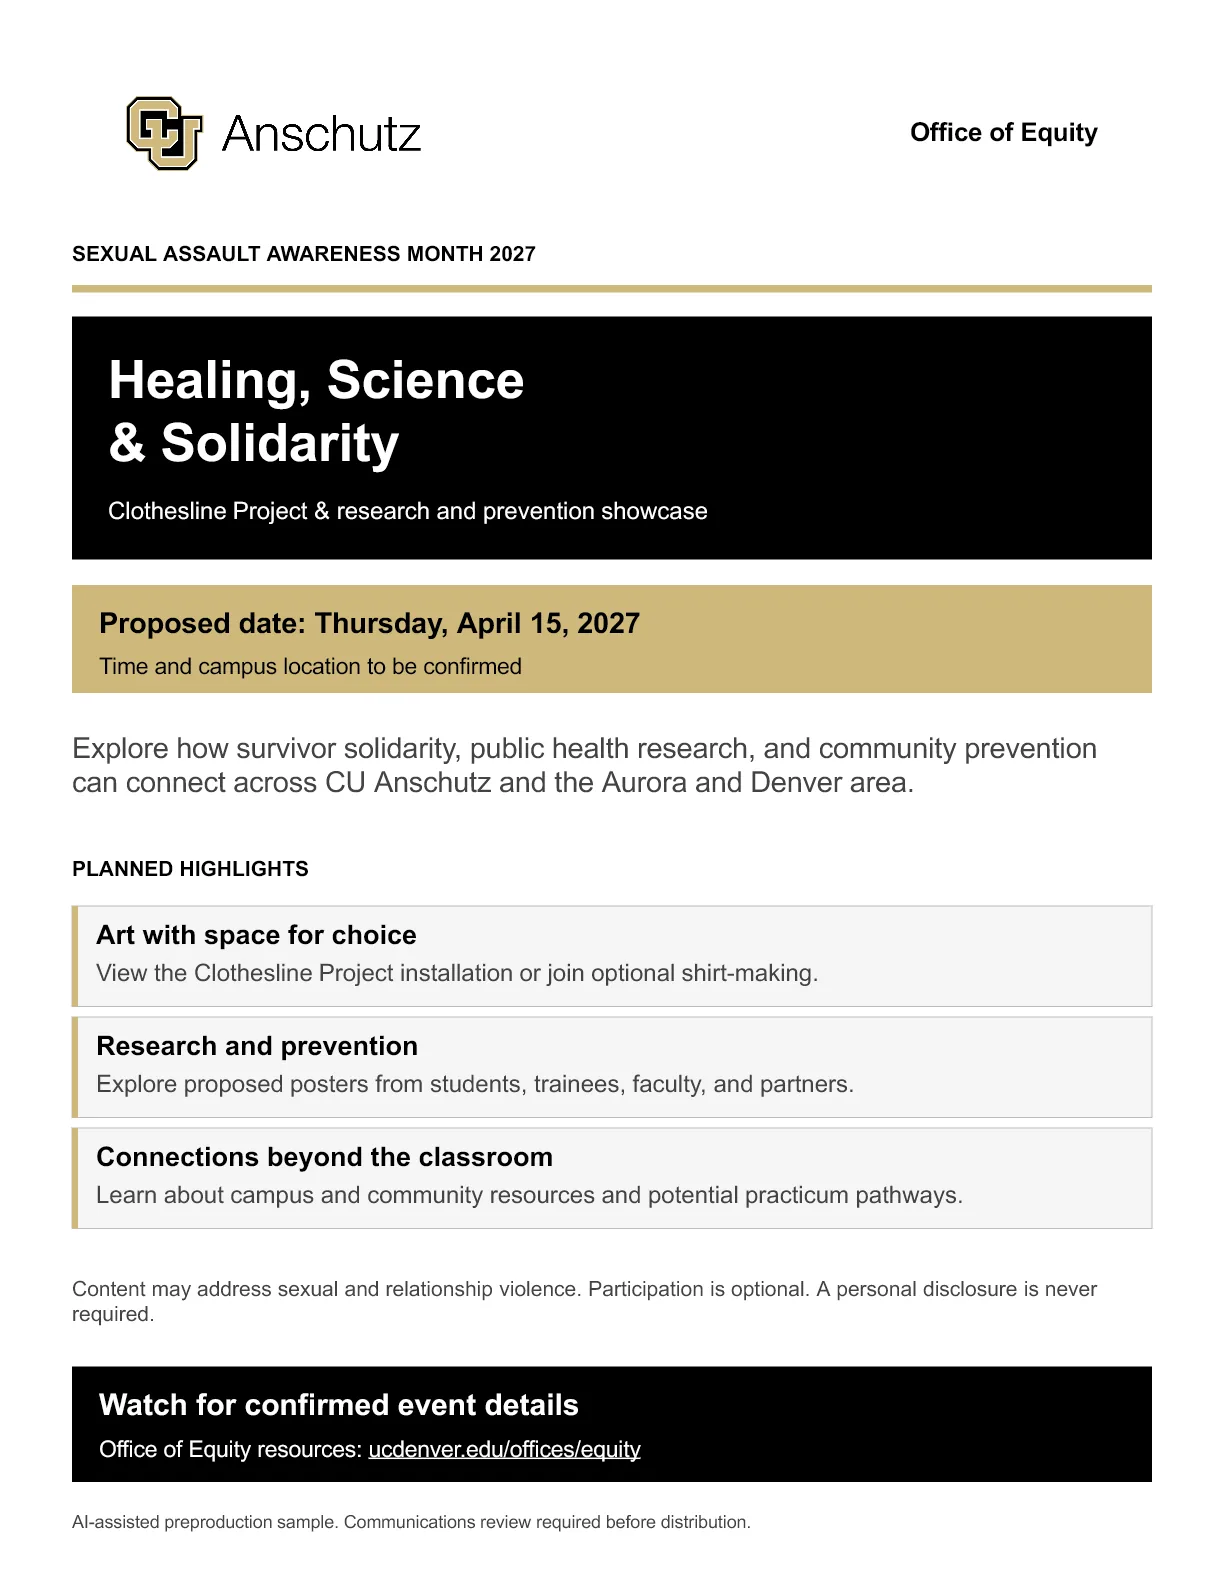 CU Anschutz
Office of Equity
SEXUAL ASSAULT AWARENESS MONTH 2027
Healing, Science
& Solidarity
Clothesline Project & research and prevention showcase
Proposed date: Thursday, April 15, 2027
Time and campus location to be confirmed
Explore how survivor solidarity, public health research, and community prevention
can connect across CU Anschutz and the Aurora and Denver area.
PLANNED HIGHLIGHTS
Art with space for choice
View the Clothesline Project installation or join optional shirt-making.
Research and prevention
Explore proposed posters from students, trainees, faculty, and partners.
Connections beyond the classroom
Learn about campus and community resources and potential practicum pathways.
Content may address sexual and relationship violence. Participation is optional. A personal disclosure is never
required.
Watch for confirmed event details
Office of Equity resources: ucdenver.edu/offices/equity
AI-assisted preproduction sample. Communications review required before distribution.